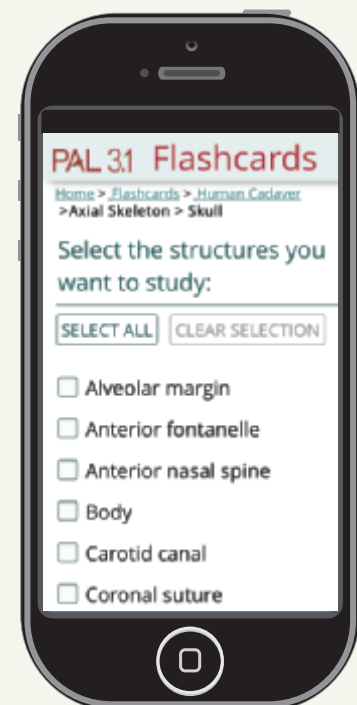 PAL 3.1 Flashcards
Home > Flashcards > Human Cadaver
>Axial Skeleton > Skull
Select the structures you
want to study:
SELECT ALL CLEAR SELECTION
Alveolar margin
Anterior fontanelle
Anterior nasal spine
Body
Carotid canal
Coronal suture